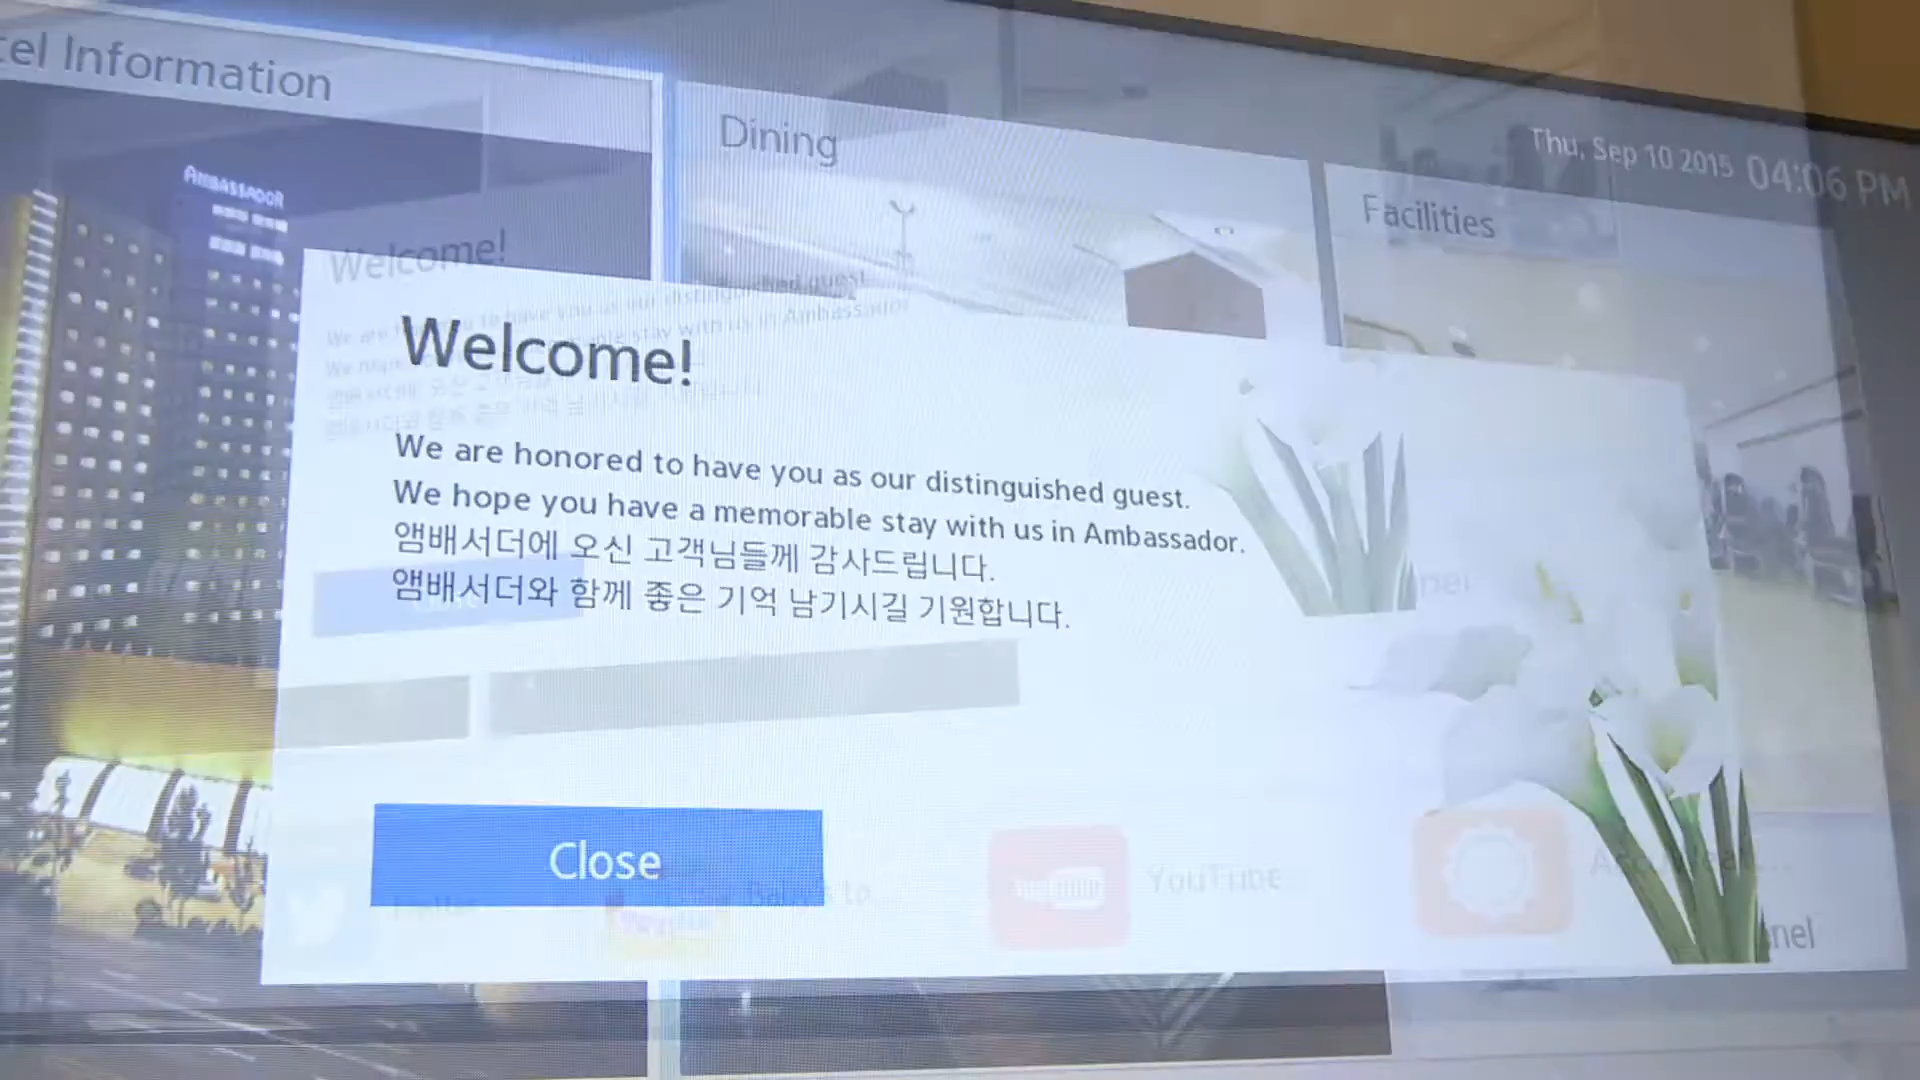 tel Information
Dining
Thu, Sep 10 2015 04:06 PM
Facilities
AMBASSADOR
Welcome!
Welcome!
We are honored to have you as our distinguished guest.
We hope you have a memorable stay with us in Ambassador.
앰배서더에 오신 고객님들께 감사드립니다.
앰배서더와 함께 좋은 기억 남기시길 기원합니다.
Close
YouTube
nel